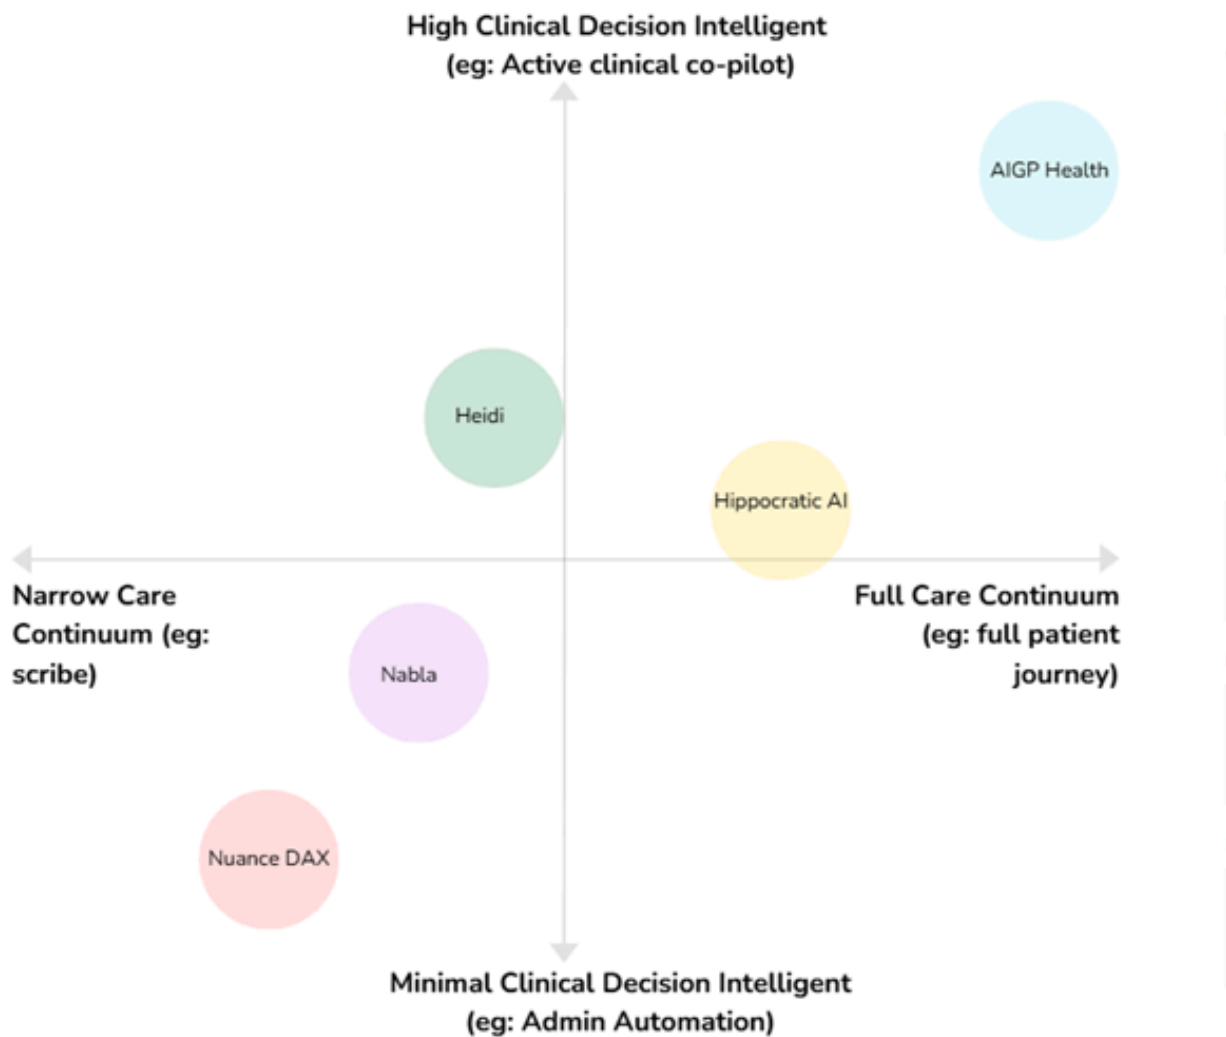 High Clinical Decision Intelligent
(eg: Active clinical co-pilot)
AIGP Health
Heidi
Hippocratic AI
Narrow Care
Continuum (eg:
scribe)
Full Care Continuum
(eg: full patient
journey)
Nabla
Nuance DAX
Minimal Clinical Decision Intelligent
(eg: Admin Automation)